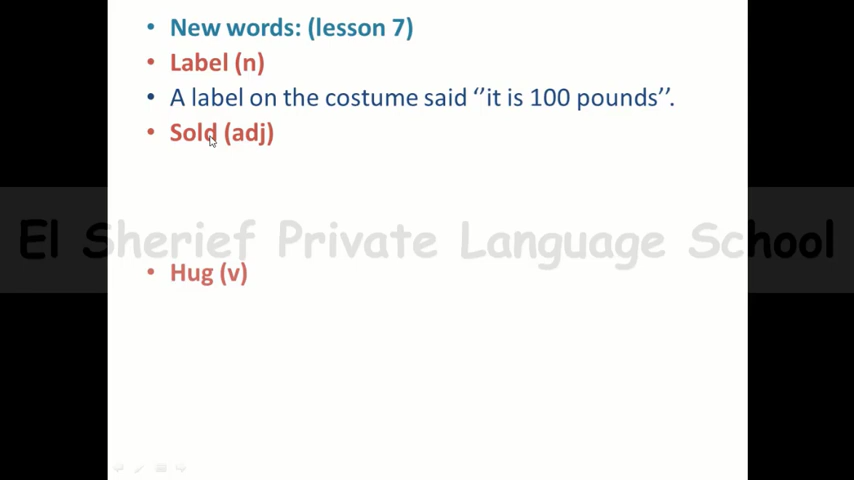 New words: (lesson 7)
Label (n)
A label on the costume said ‘’it is 100 pounds’’.
Sold (adj)
El Sherief Private Language School
Hug (v)